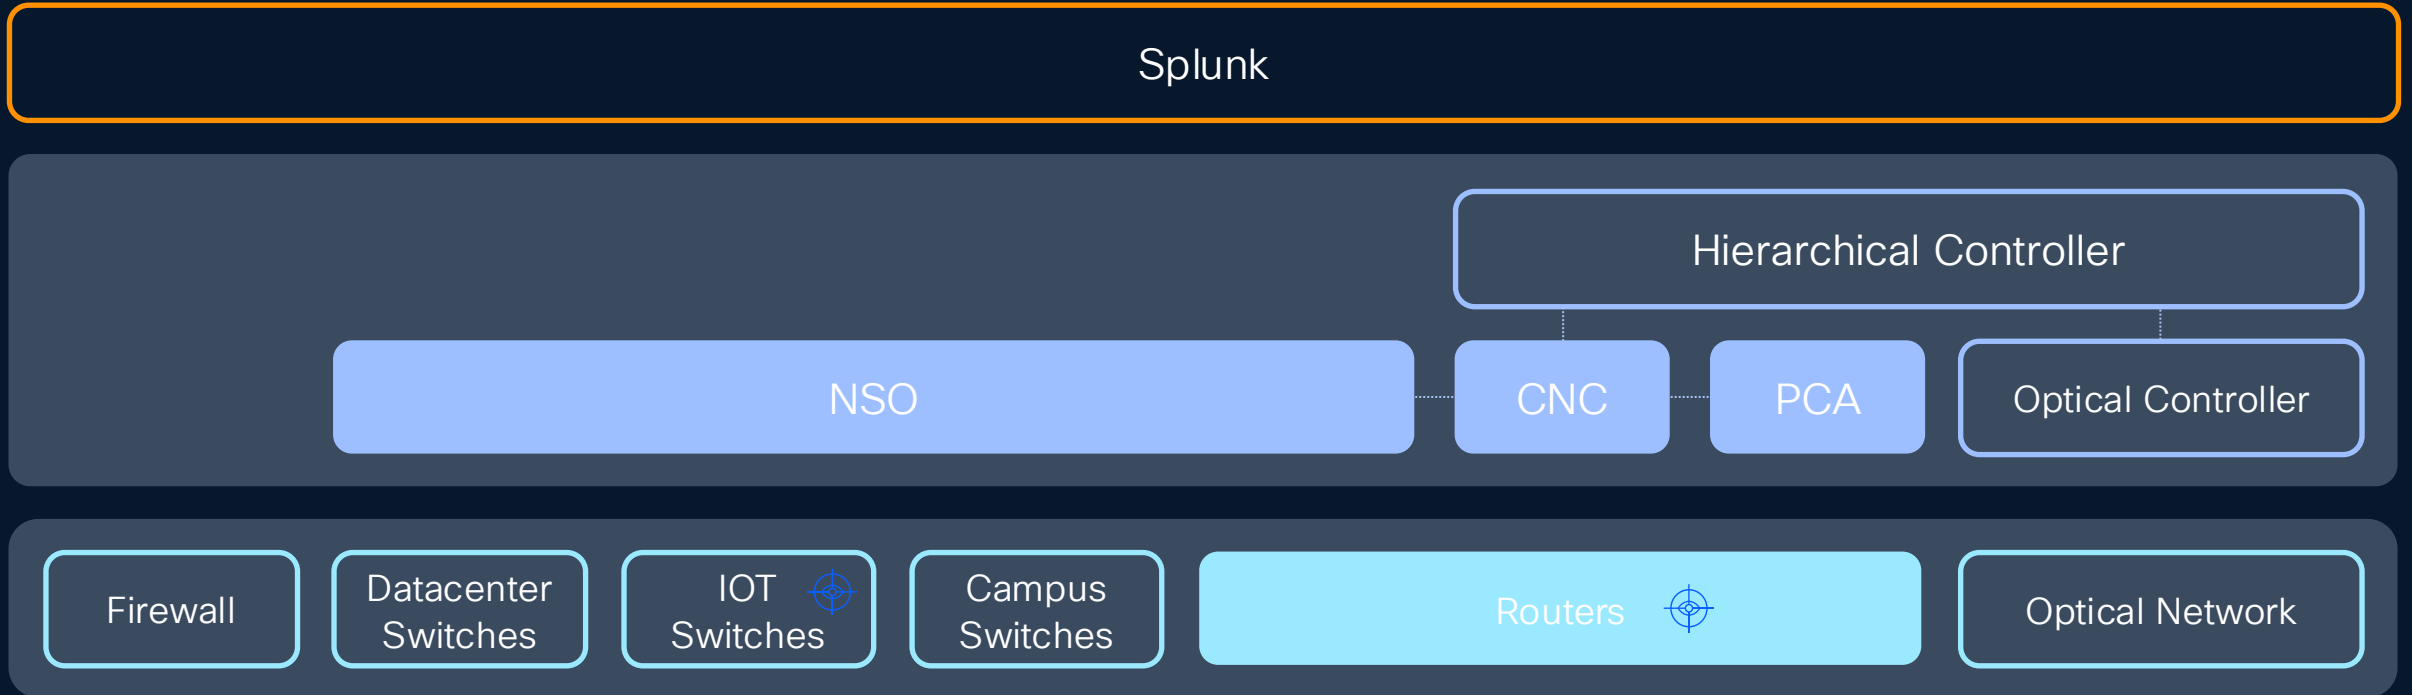 Splunk
Hierarchical Controller
NSO
CNC
PCA
Optical Controller
Firewall
Datacenter
Switches
IOT
Switches
Campus
Switches
Routers
Optical Network